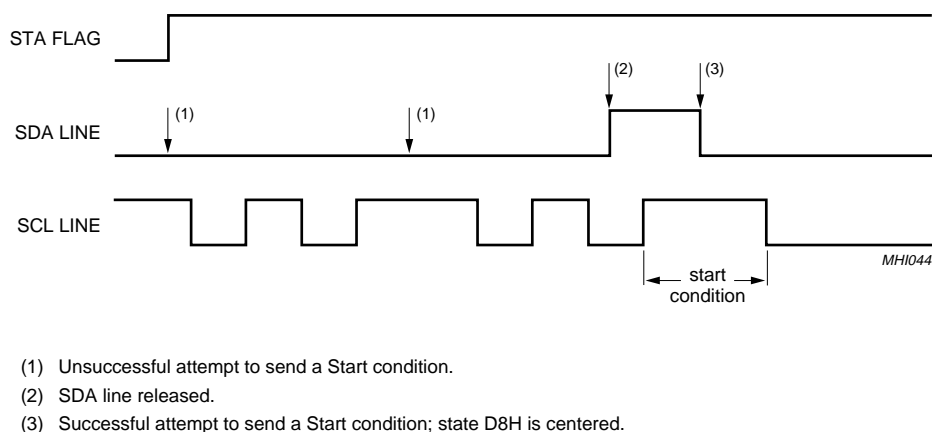 STA FLAG
(2) (3)
(1) (1)
SDA LINE
SCL LINE
MHI044
start
condition
(1) Unsuccessful attempt to send a Start condition.
(2) SDA line released.
(3) Successful attempt to send a Start condition; state D8H is centered.